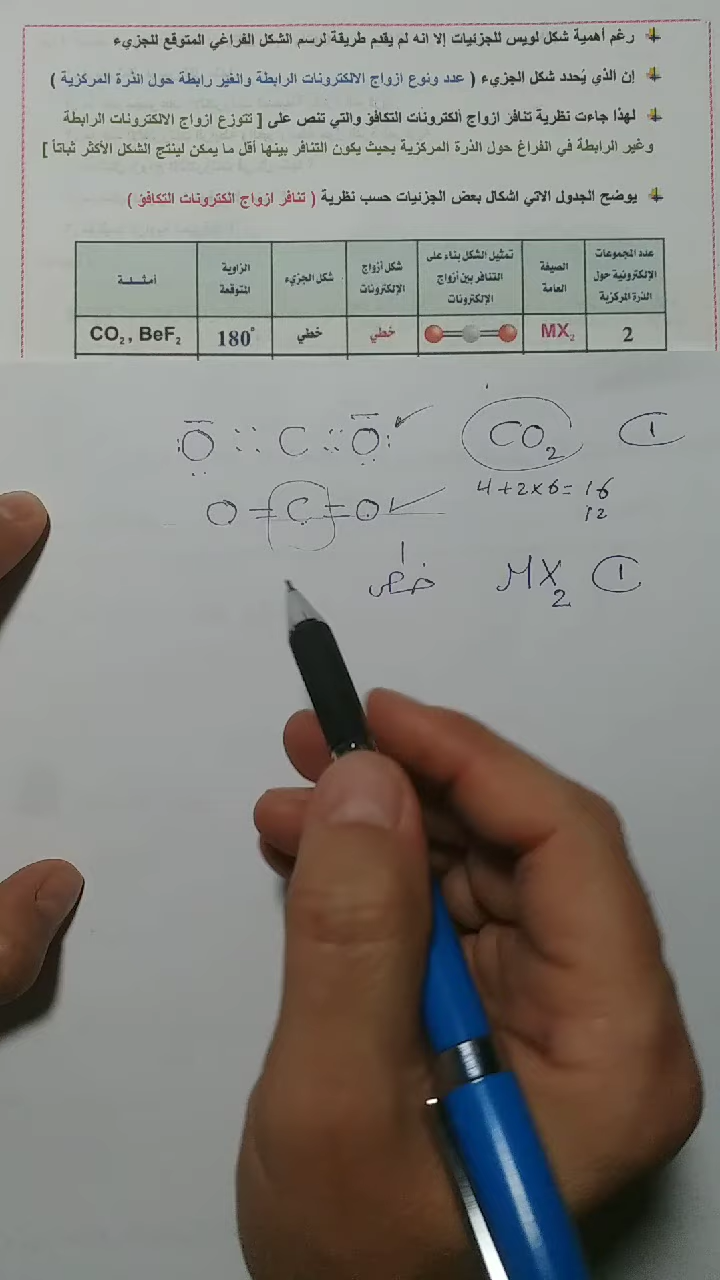 رغم أهمية شكل لويس للجزئيات إلا انه لم يقدم طريقة لرسم الشكل الفراغي المتوقع للجزيء
إن الذي يُحدد شكل الجزيء ( عدد ونوع ازواج الالكترونات الرابطة والغير رابطة حول الذرة المركزية )
لهذا جاءت نظرية تنافر ازواج ألكترونات التكافؤ والتي تنص على [ تتوزع ازواج الالكترونات الرابطة
وغير الرابطة في الفراغ حول الذرة المركزية بحيث يكون التنافر بينها أقل ما يمكن لينتج الشكل الأكثر ثباتاً ]
يوضح الجدول الاتي اشكال بعض الجزئيات حسب نظرية ( تنافر ازواج الكترونات التكافؤ )
عدد المجموعات الإلكترونية حول الذرة المركزية
الصيغة العامة
تمثيل الشكل بناء على التنافر بين أزواج الإلكترونات
شكل أزواج الإلكترونات
شكل الجزيء
الزاوية المتوقعة
أمثلة
2
MX₂
خطي
خطي
180°
CO₂ , BeF₂
1 CO₂
:O :: C :: O:
4+2×6=16
12
O=C=O
1 MX₂